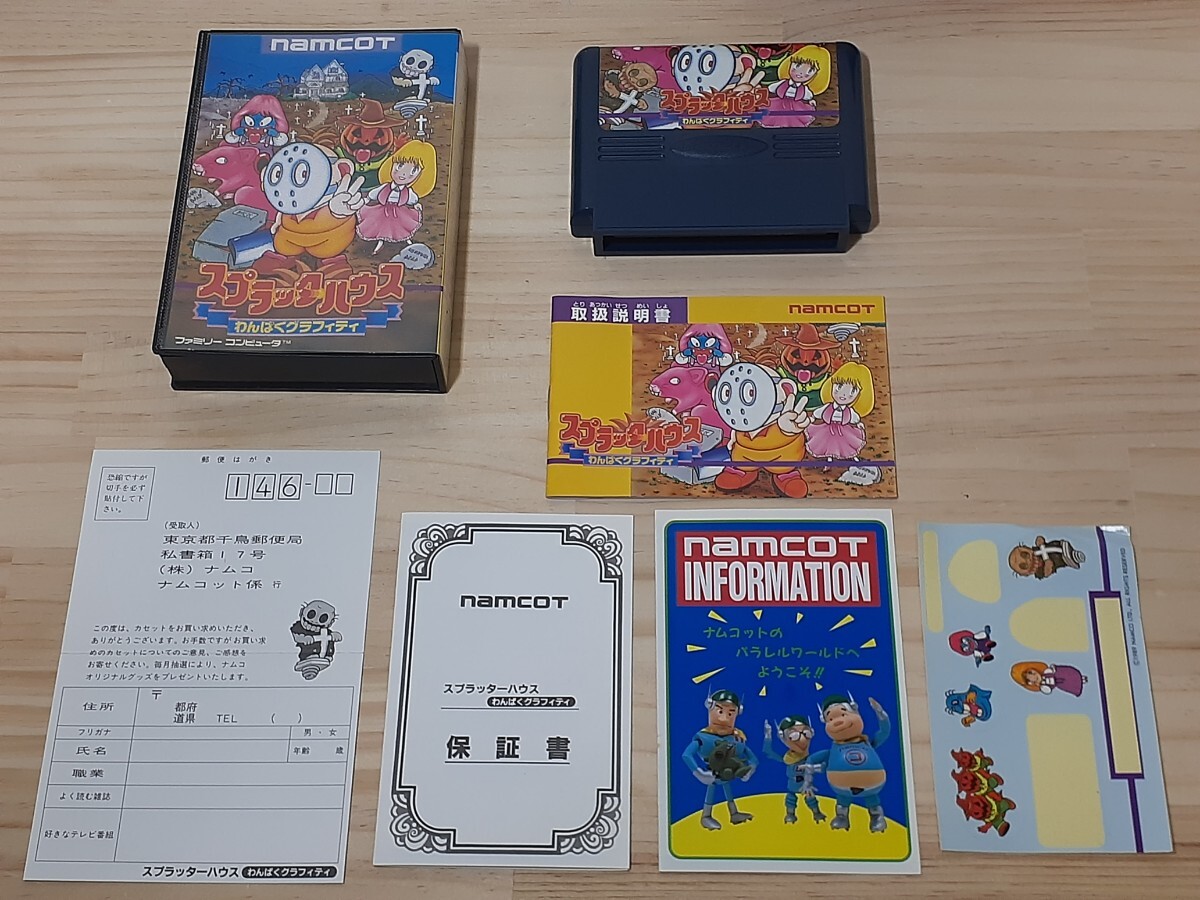 namcot
スプラッターハウス
わんぱくグラフィティ
ファミリー コンピュータ™
スプラッターハウス
わんぱくグラフィティ
とり あつかい せつ めい しょ
取扱説明書
namcot
スプラッターハウス
わんぱくグラフィティ
郵便はがき
恐縮ですが
切手を必ず
貼付して下
さい。
146-
(受取人)
東京都千鳥郵便局
私書箱17号
(株)ナムコ
ナムコット係 行
この度は、カセットをお買い求めいただき、
ありがとうございます。お手数ですがお買い求
めのカセットについてのご意見、ご感想を
お寄せください。毎月抽選により、ナムコ
オリジナルグッズをプレゼントいたします。
住所
〒
都府
道県 TEL ( )
フリガナ
男・女
氏名
年齢 歳
職業
よく読む雑誌
好きなテレビ番組
スプラッターハウス わんぱくグラフィティ
namcot
スプラッターハウス
わんぱくグラフィティ
保証書
namcot
INFORMATION
ナムコットの
パラレルワールドへ
ようこそ!!